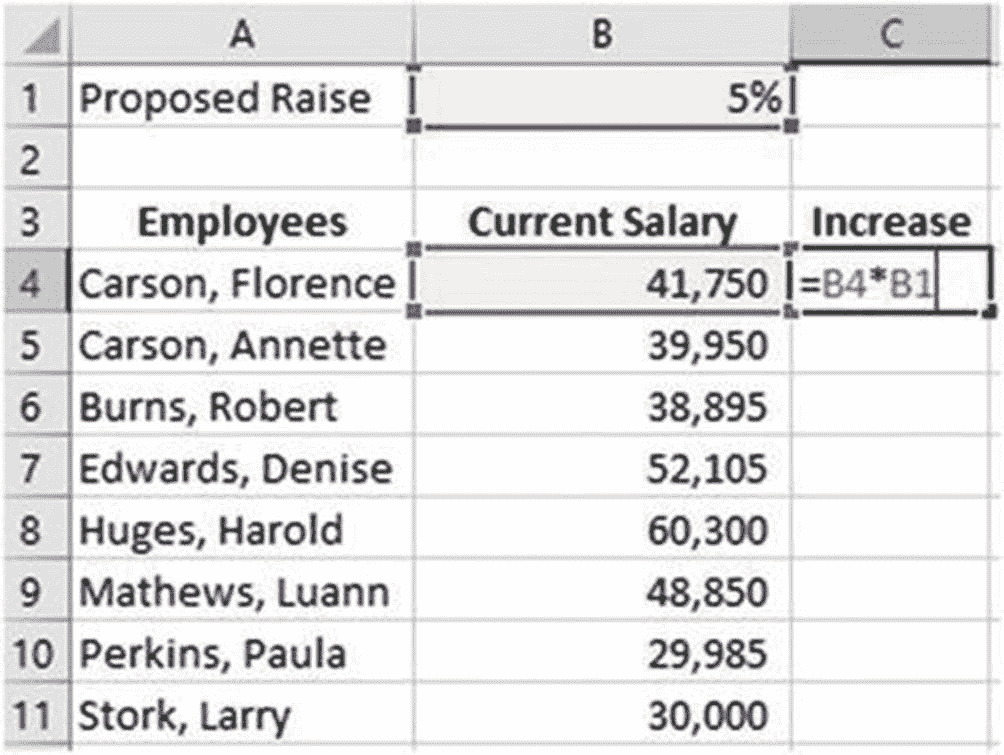 A B C
1 Proposed Raise 5%
2
3 Employees Current Salary Increase
4 Carson, Florence 41,750 =B4*B1
5 Carson, Annette 39,950
6 Burns, Robert 38,895
7 Edwards, Denise 52,105
8 Huges, Harold 60,300
9 Mathews, Luann 48,850
10 Perkins, Paula 29,985
11 Stork, Larry 30,000